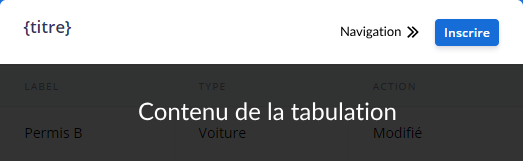 {titre}
Navigation
Inscrire
LABEL TYPE ACTION
Contenu de la tabulation
Permis B Voiture Modifié